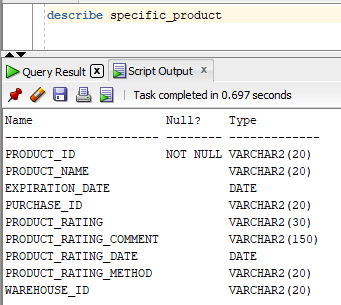 describe specific_product
Query Result x Script Output x
Task completed in 0.697 seconds
Name Null? Type
-------------------- -------- -------------
PRODUCT_ID NOT NULL VARCHAR2(20)
PRODUCT_NAME VARCHAR2(20)
EXPIRATION_DATE DATE
PURCHASE_ID VARCHAR2(20)
PRODUCT_RATING VARCHAR2(30)
PRODUCT_RATING_COMMENT VARCHAR2(150)
PRODUCT_RATING_DATE DATE
PRODUCT_RATING_METHOD VARCHAR2(20)
WAREHOUSE_ID VARCHAR2(20)